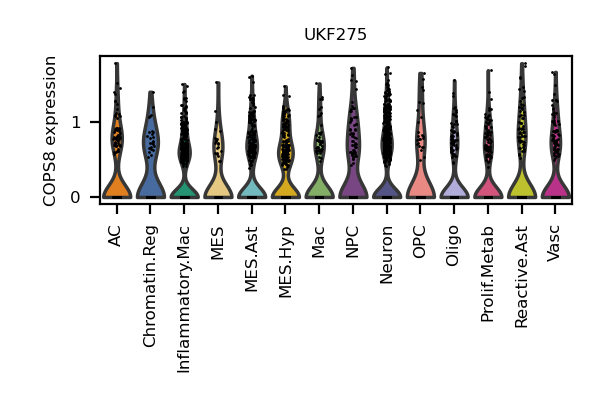 UKF275
COPS8 expression
1
0
AC
Chromatin.Reg
Inflammatory.Mac
MES
MES.Ast
MES.Hyp
Mac
NPC
Neuron
OPC
Oligo
Prolif.Metab
Reactive.Ast
Vasc